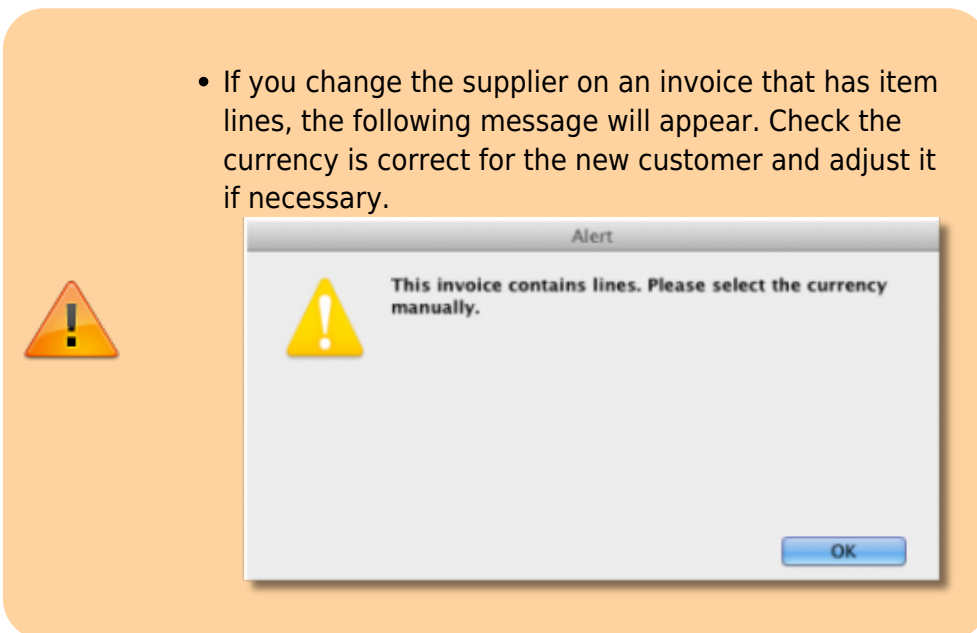 • If you change the supplier on an invoice that has item
lines, the following message will appear. Check the
currency is correct for the new customer and adjust it
if necessary.
Alert
This invoice contains lines. Please select the currency
manually.
OK